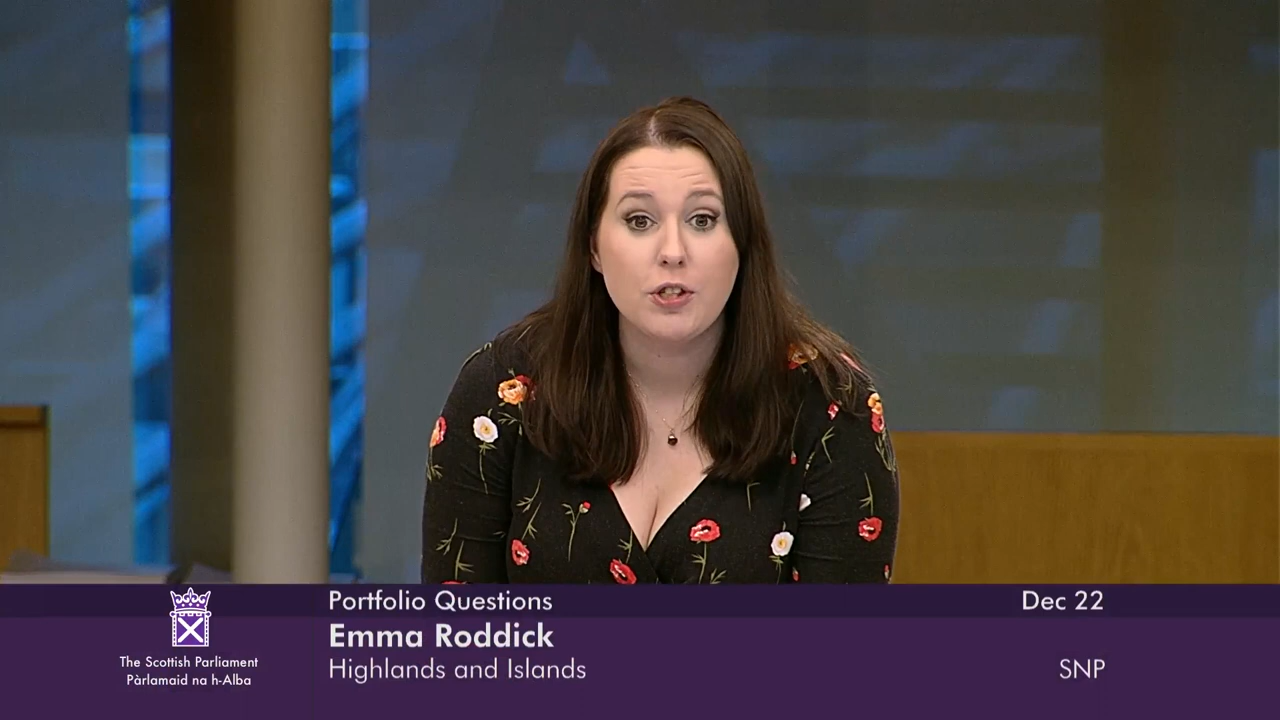 Portfolio Questions
Dec 22
Emma Roddick
Highlands and Islands
SNP
The Scottish Parliament
Pàrlamaid na h-Alba